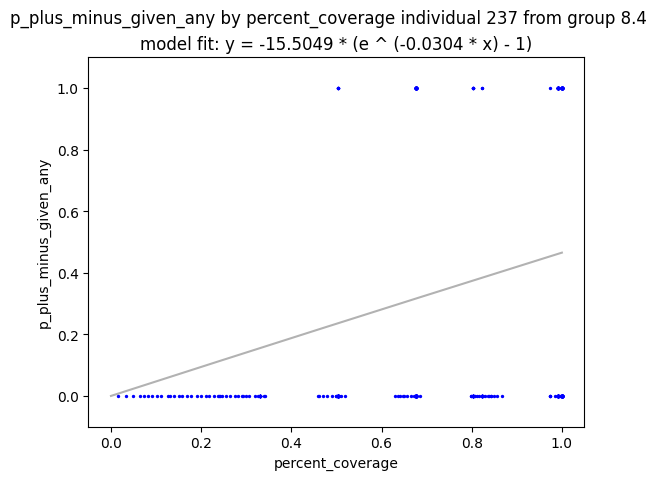 p_plus_minus_given_any by percent_coverage individual 237 from group 8.4
model fit: y = -15.5049 * (e ^ (-0.0304 * x) - 1)
1.0
0.8
0.6
0.4
0.2
0.0
p_plus_minus_given_any
0.0 0.2 0.4 0.6 0.8 1.0
percent_coverage